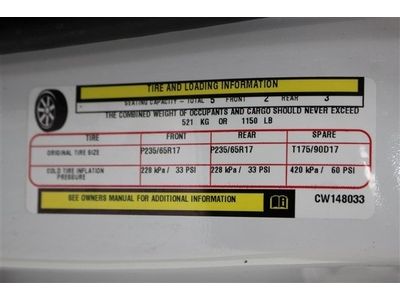 TIRE AND LOADING INFORMATION
SEATING CAPACITY - TOTAL 5 FRONT 2 REAR 3
THE COMBINED WEIGHT OF OCCUPANTS AND CARGO SHOULD NEVER EXCEED
521 KG OR 1150 LB
TIRE FRONT REAR SPARE
ORIGINAL TIRE SIZE P235/65R17 P235/65R17 T175/90D17
COLD TIRE INFLATION PRESSURE 228 kPa / 33 PSI 228 kPa / 33 PSI 420 kPa / 60 PSI
SEE OWNERS MANUAL FOR ADDITIONAL INFORMATION CW148033